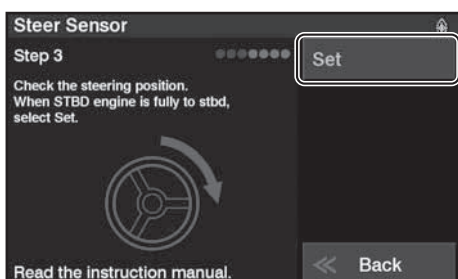 Steer Sensor
Step 3
Set
Check the steering position.
When STBD engine is fully to stbd,
select Set.
Read the instruction manual.
Back